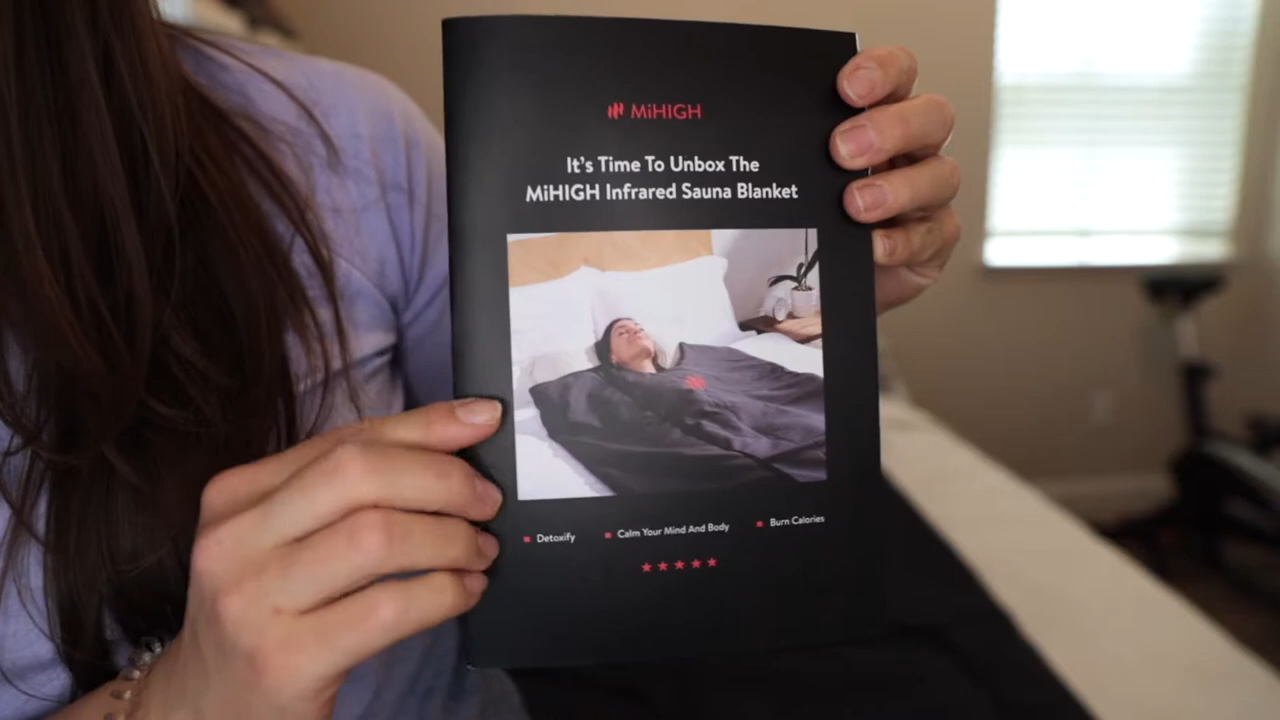 MiHIGH
It's Time To Unbox The
MiHIGH Infrared Sauna Blanket
Detoxify
Calm Your Mind And Body
Burn Calories